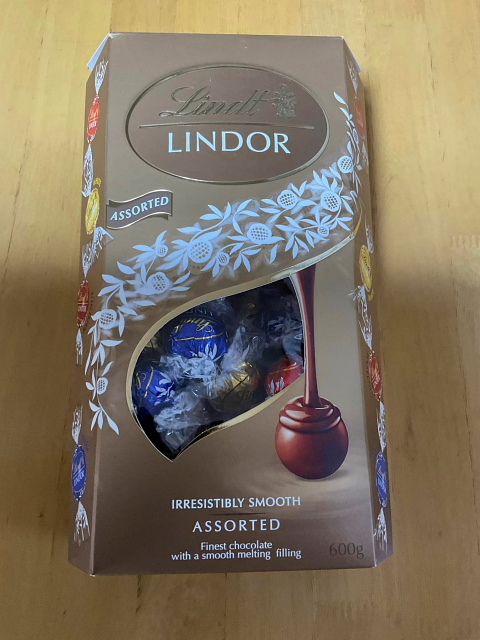 Lindt
LINDOR
ASSORTED
IRRESISTIBLY SMOOTH
ASSORTED
Finest chocolate
with a smooth melting filling
600g